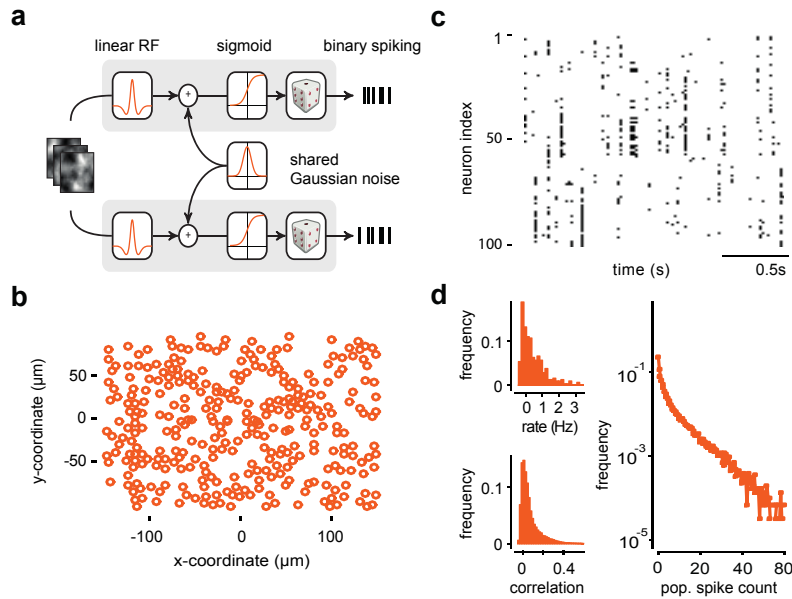 a
linear RF
sigmoid
binary spiking
+
shared
Gaussian noise
+
b
y-coordinate (μm)
50
0
-50
-100
0
100
x-coordinate (μm)
c
neuron index
1
50
100
time (s)
0.5s
d
frequency
0.1
0
0
1
2
3
rate (Hz)
frequency
0.1
0
0
0.4
correlation
frequency
10-1
10-3
10-5
0
40
80
pop. spike count